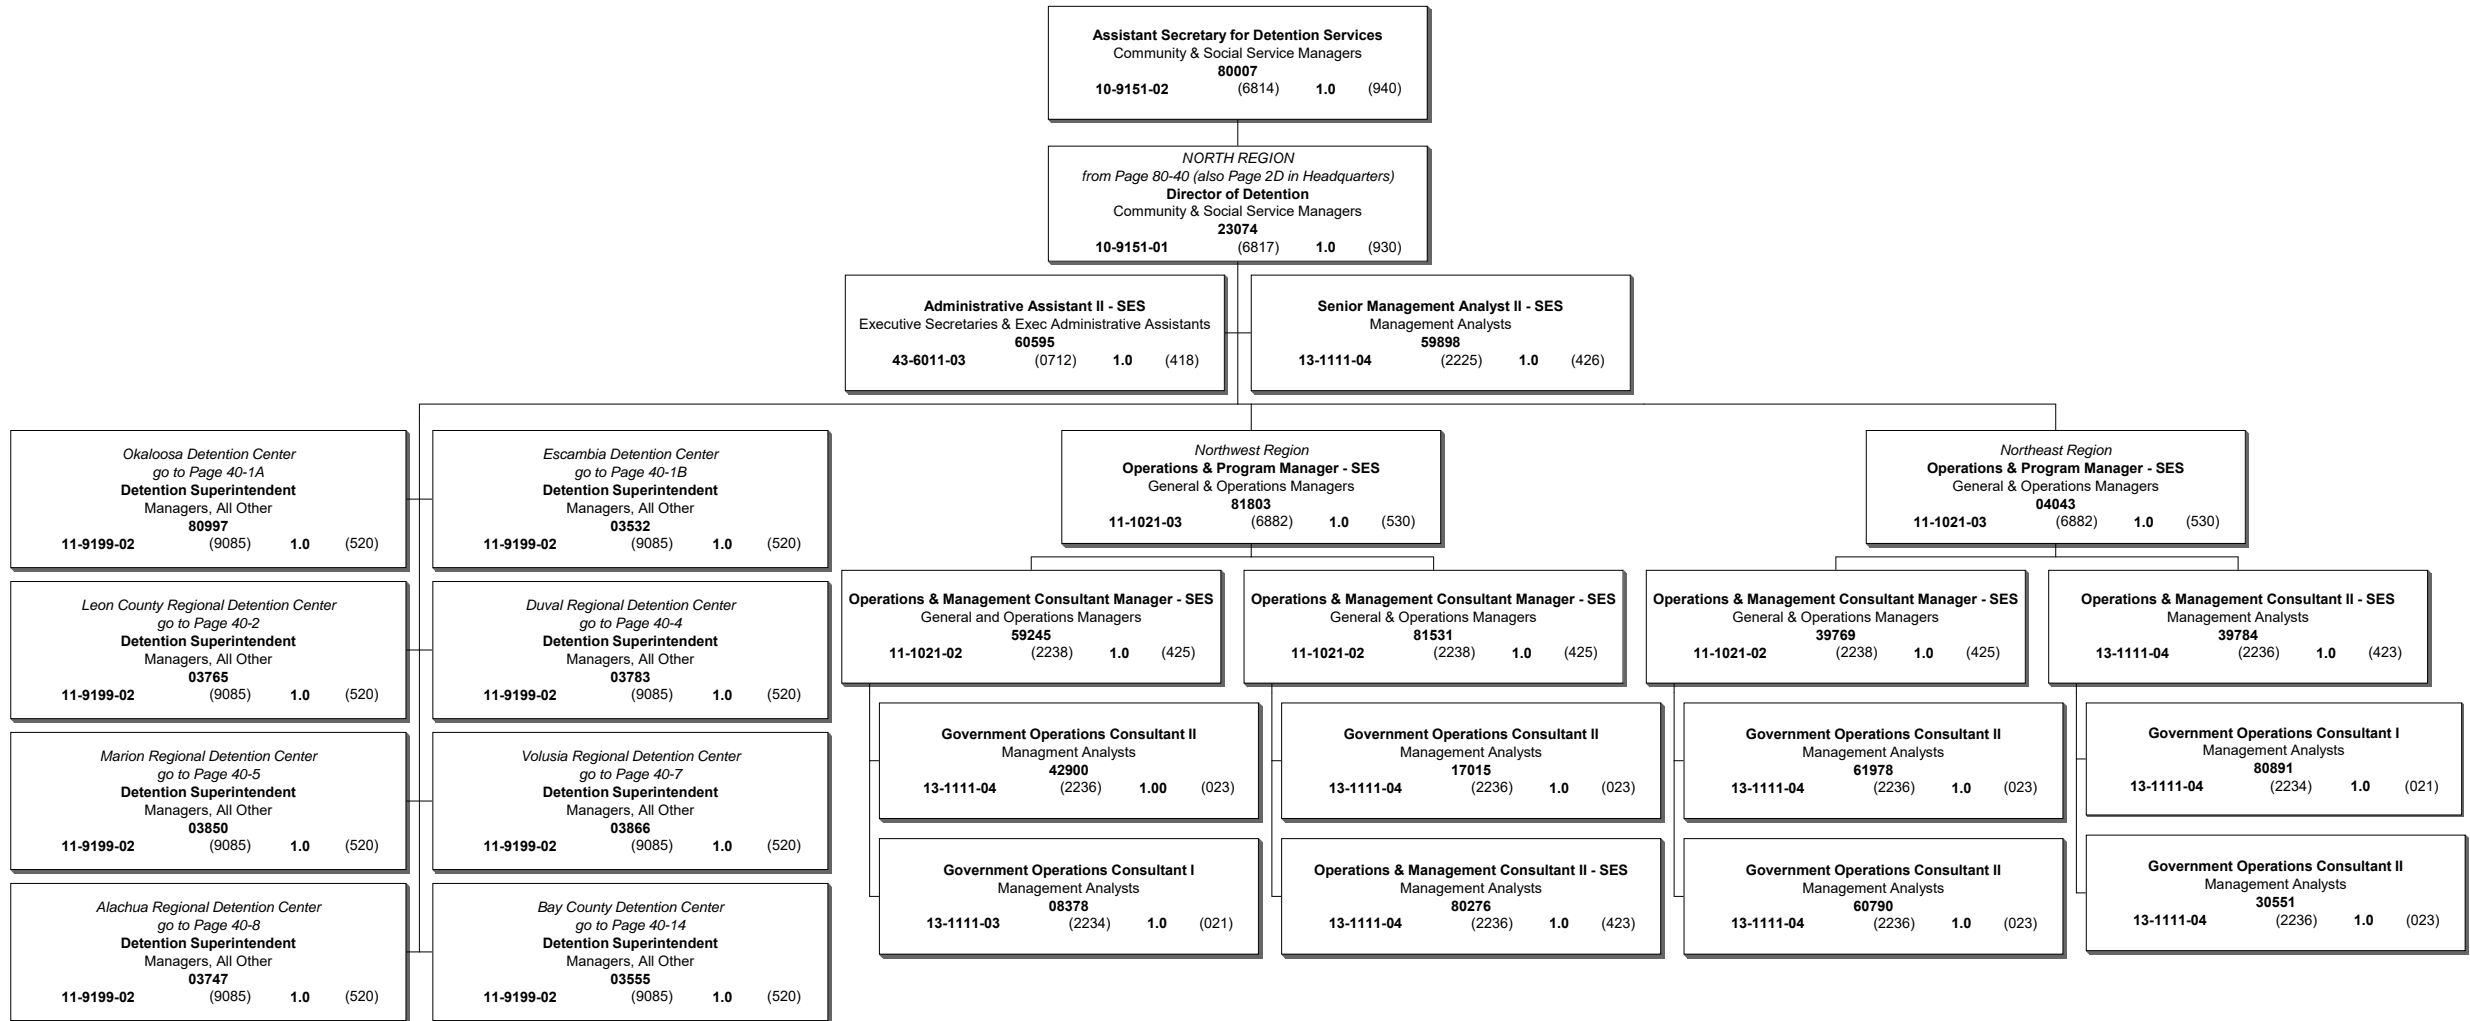 Assistant Secretary for Detention Services
Community & Social Service Managers
80007
10-9151-02 (6814) 1.0 (940)
NORTH REGION
from Page 80-40 (also Page 2D in Headquarters)
Director of Detention
Community & Social Service Managers
23074
10-9151-01 (6817) 1.0 (930)
Administrative Assistant II - SES
Executive Secretaries & Exec Administrative Assistants
60595
43-6011-03 (0712) 1.0 (418)
Senior Management Analyst II - SES
Management Analysts
59898
13-1111-04 (2225) 1.0 (426)
Okaloosa Detention Center
go to Page 40-1A
Detention Superintendent
Managers, All Other
80997
11-9199-02 (9085) 1.0 (520)
Escambia Detention Center
go to Page 40-1B
Detention Superintendent
Managers, All Other
03532
11-9199-02 (9085) 1.0 (520)
Leon County Regional Detention Center
go to Page 40-2
Detention Superintendent
Managers, All Other
03765
11-9199-02 (9085) 1.0 (520)
Duval Regional Detention Center
go to Page 40-4
Detention Superintendent
Managers, All Other
03783
11-9199-02 (9085) 1.0 (520)
Marion Regional Detention Center
go to Page 40-5
Detention Superintendent
Managers, All Other
03850
11-9199-02 (9085) 1.0 (520)
Volusia Regional Detention Center
go to Page 40-7
Detention Superintendent
Managers, All Other
03866
11-9199-02 (9085) 1.0 (520)
Alachua Regional Detention Center
go to Page 40-8
Detention Superintendent
Managers, All Other
03747
11-9199-02 (9085) 1.0 (520)
Bay County Detention Center
go to Page 40-14
Detention Superintendent
Managers, All Other
03555
11-9199-02 (9085) 1.0 (520)
Northwest Region
Operations & Program Manager - SES
General & Operations Managers
81803
11-1021-03 (6882) 1.0 (530)
Operations & Management Consultant Manager - SES
General and Operations Managers
59245
11-1021-02 (2238) 1.0 (425)
Government Operations Consultant II
Managment Analysts
42900
13-1111-04 (2236) 1.00 (023)
Government Operations Consultant I
Management Analysts
08378
13-1111-03 (2234) 1.0 (021)
Operations & Management Consultant Manager - SES
General & Operations Managers
81531
11-1021-02 (2238) 1.0 (425)
Government Operations Consultant II
Management Analysts
17015
13-1111-04 (2236) 1.0 (023)
Operations & Management Consultant II - SES
Management Analysts
80276
13-1111-04 (2236) 1.0 (423)
Northeast Region
Operations & Program Manager - SES
General & Operations Managers
04043
11-1021-03 (6882) 1.0 (530)
Operations & Management Consultant Manager - SES
General & Operations Managers
39769
11-1021-02 (2238) 1.0 (425)
Government Operations Consultant II
Management Analysts
61978
13-1111-04 (2236) 1.0 (023)
Government Operations Consultant II
Management Analysts
60790
13-1111-04 (2236) 1.0 (023)
Operations & Management Consultant II - SES
Management Analysts
39784
13-1111-04 (2236) 1.0 (423)
Government Operations Consultant I
Management Analysts
80891
13-1111-04 (2234) 1.0 (021)
Government Operations Consultant II
Management Analysts
30551
13-1111-04 (2236) 1.0 (023)